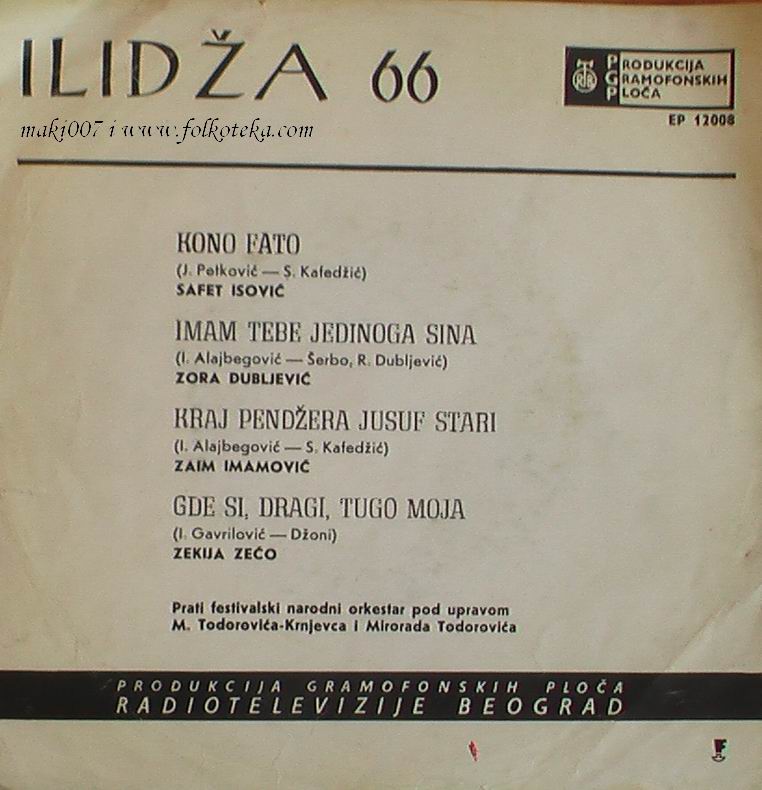 ILIDŽA 66
PRODUKCIJA
GRAMOFONSKIH
PLOČA
EP 12008
maki007 i www.folkoteka.com
KONO FATO
(J. Petković — S. Kafedžić)
SAFET ISOVIĆ
IMAM TEBE JEDINOGA SINA
(I. Alajbegović — Šerbo, R. Dubljević)
ZORA DUBLJEVIĆ
KRAJ PENDŽERA JUSUF STARI
(I. Alajbegović — S. Kafedžić)
ZAIM IMAMOVIĆ
GDE SI, DRAGI, TUGO MOJA
(I. Gavrilović — Džoni)
ZEKIJA ZEĆO
Prati festivalski narodni orkestar pod upravom
M. Todorovića-Krnjevca i Mirorada Todorovića
PRODUKCIJA GRAMOFONSKIH PLOČA
RADIOTELEVIZIJE BEOGRAD